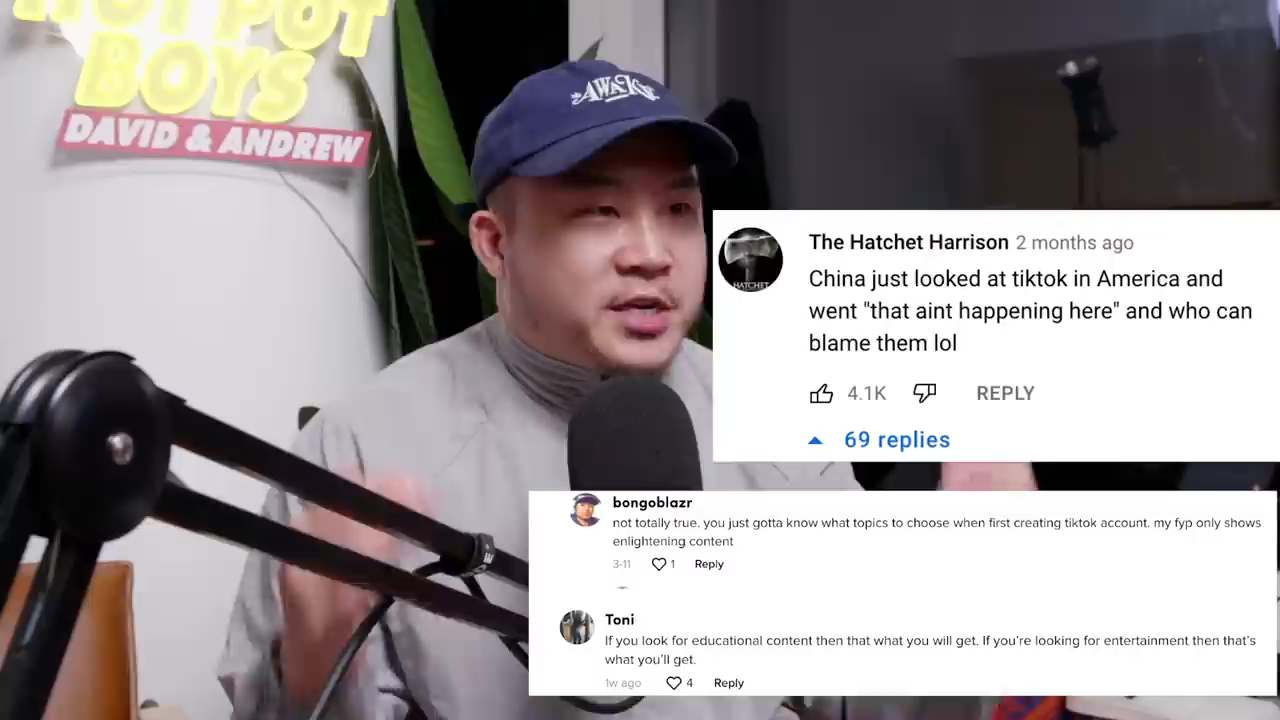 HOT POT
BOYS
DAVID & ANDREW
AWAKE
HATCHET
The Hatchet Harrison 2 months ago
China just looked at tiktok in America and
went "that aint happening here" and who can
blame them lol
4.1K REPLY
69 replies
bongoblazr
not totally true. you just gotta know what topics to choose when first creating tiktok account. my fyp only shows
enlightening content
3-11 1 Reply
Toni
If you look for educational content then that what you will get. If you're looking for entertainment then that's
what you'll get.
1w ago 4 Reply